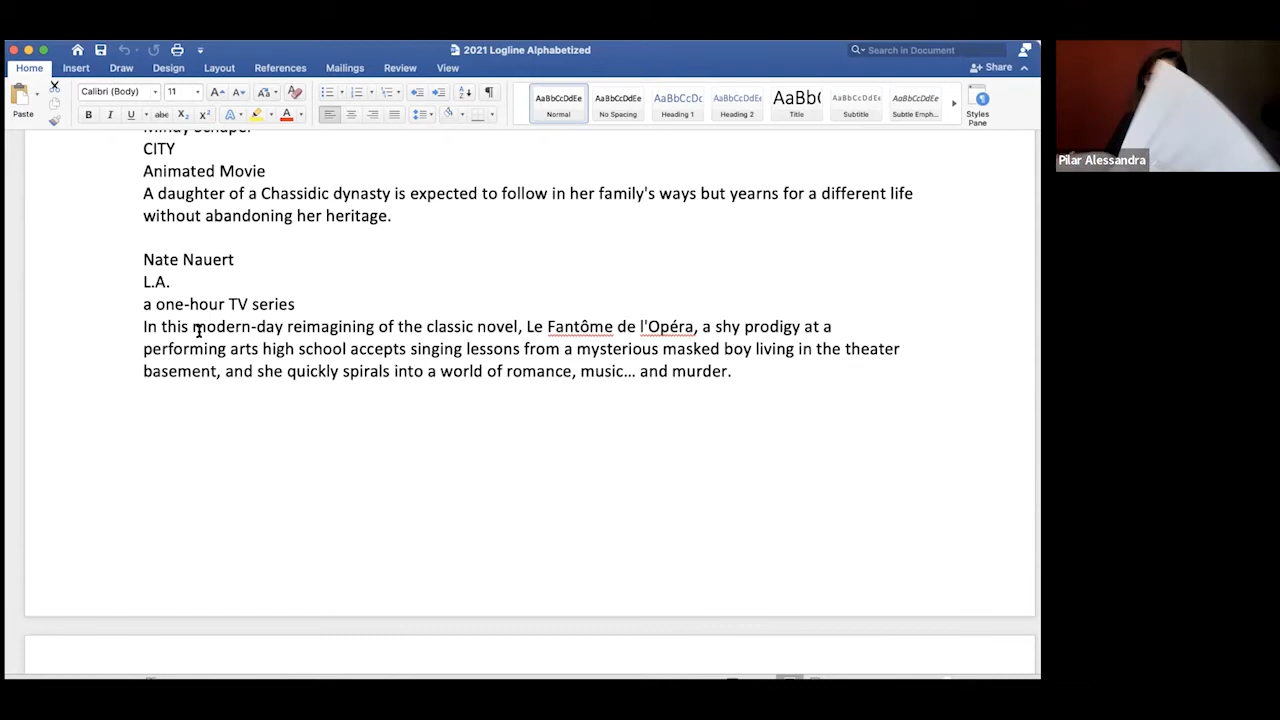 2021 Logline Alphabetized
Search in Document
Home Insert Draw Design Layout References Mailings Review View
Share
Paste
Calibri (Body) 11
AaBbCcDdEe AaBbCcDdEe AaBbCcDc AaBbCcDdEe AaBb( AaBbCcDdEe AaBbCcDdEe
Normal No Spacing Heading 1 Heading 2 Title Subtitle Subtle Emph...
Styles
Pane
Pilar Alessandra
CITY
Animated Movie
A daughter of a Chassidic dynasty is expected to follow in her family's ways but yearns for a different life
without abandoning her heritage.
Nate Nauert
L.A.
a one-hour TV series
In this modern-day reimagining of the classic novel, Le Fantôme de l'Opéra, a shy prodigy at a
performing arts high school accepts singing lessons from a mysterious masked boy living in the theater
basement, and she quickly spirals into a world of romance, music... and murder.